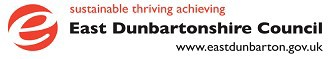 sustainable thriving achieving
East Dunbartonshire Council
www.eastdunbarton.gov.uk